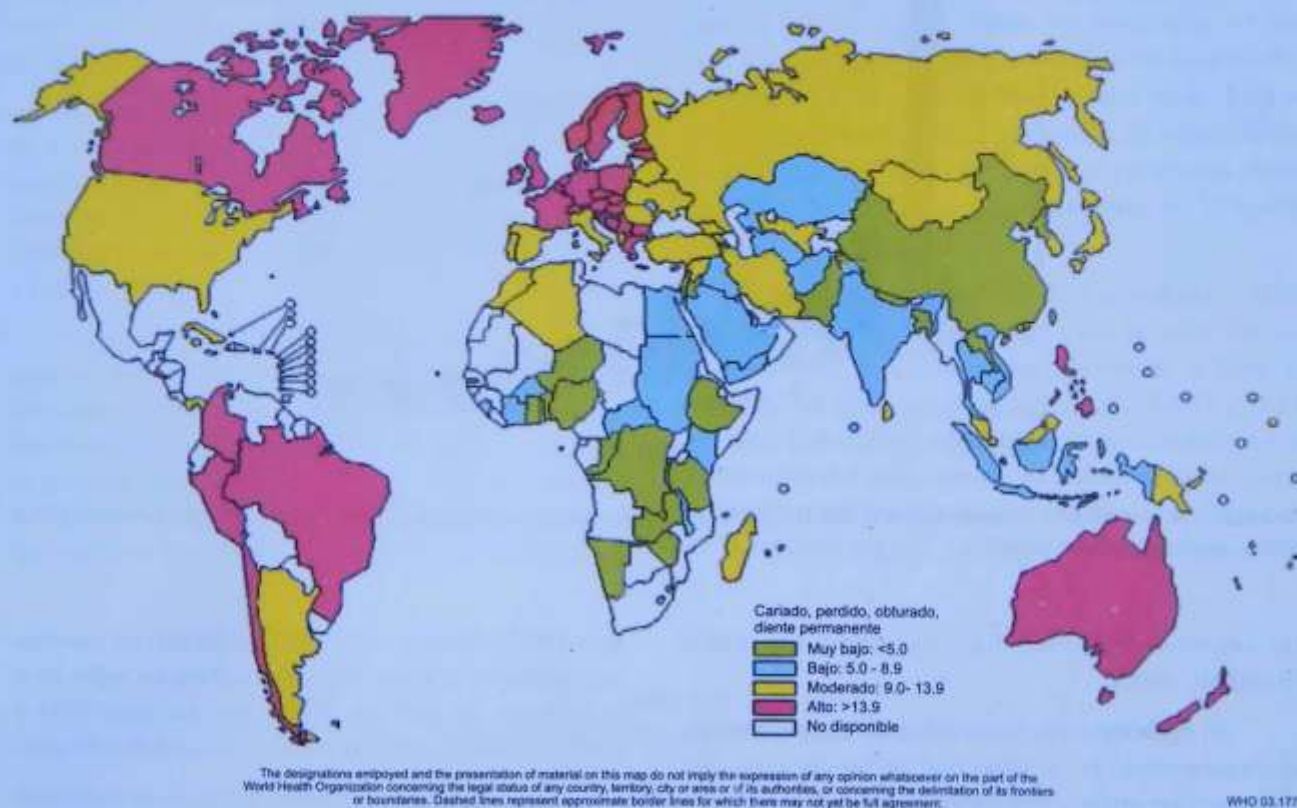 Cariado, perdido, obturado,
diente permanente
Muy bajo: <5.0
Bajo: 5.0 - 8.9
Moderado: 9.0- 13.9
Alto: >13.9
No disponible
The designations emploved and the presentation of material on this map do not imply the expression of any opinion whatsoever on the part of the
World Health Organization concerning the legal status of any country, territory, city or area or of its authorities, or concerning the delimitation of its frontiers
or boundaries. Dashed lines represent approximate border lines for which there may not yet be full agreement.
WHO 03.177